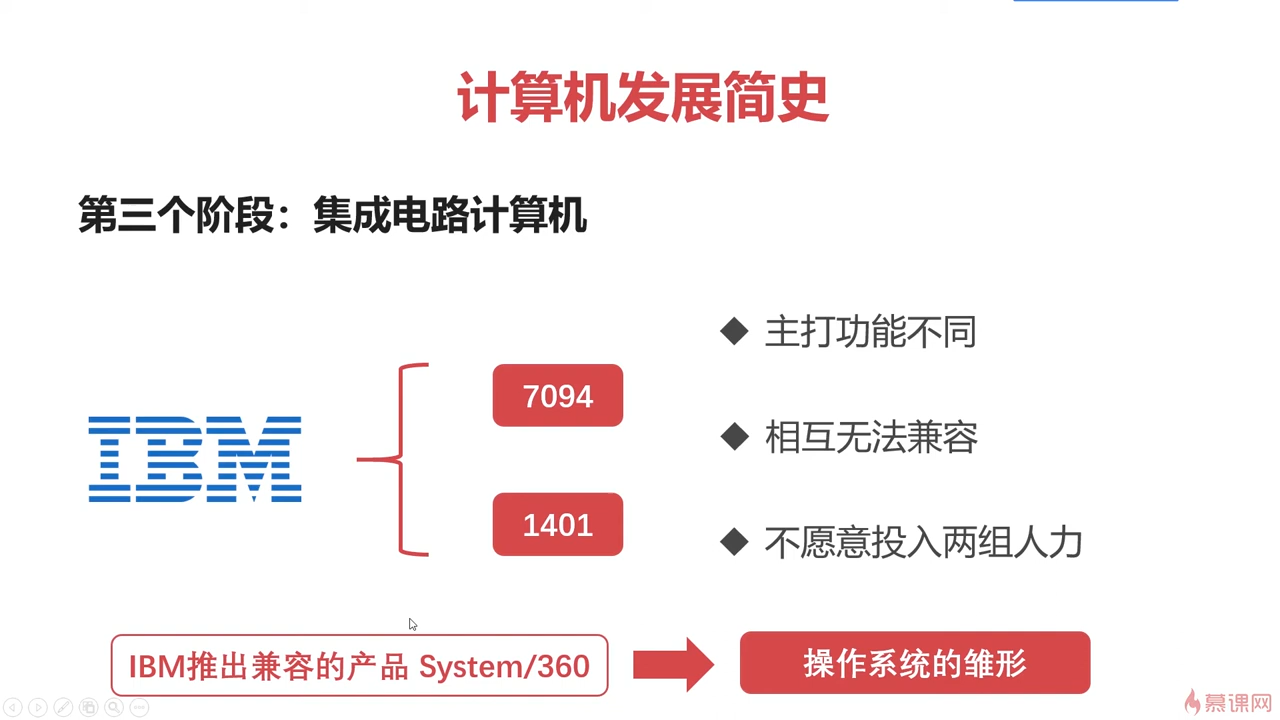 计算机发展简史
第三个阶段：集成电路计算机
IBM
7094
1401
◆ 主打功能不同
◆ 相互无法兼容
◆ 不愿意投入两组人力
IBM推出兼容的产品 System/360
操作系统的雏形
慕课网